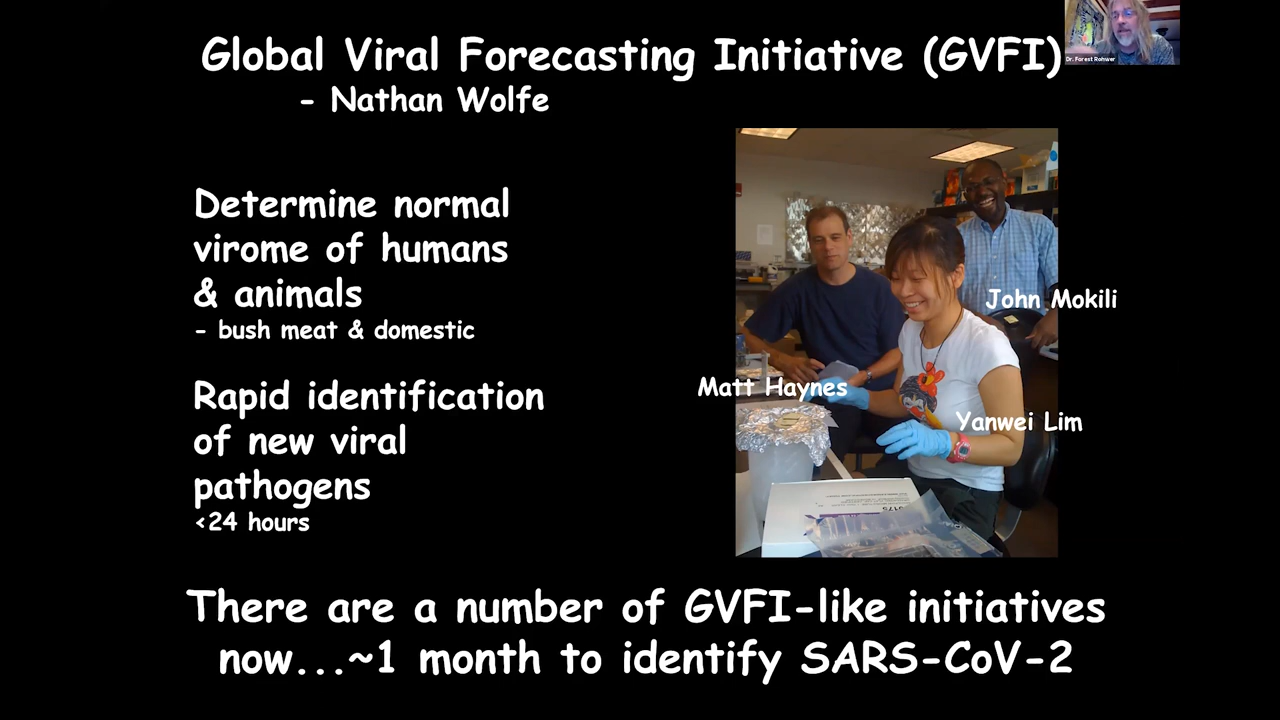 Global Viral Forecasting Initiative (GVFI)
- Nathan Wolfe
Dr. Forest Rohwer
Determine normal
virome of humans
& animals
- bush meat & domestic
Rapid identification
of new viral
pathogens
<24 hours
John Mokili
Matt Haynes
Yanwei Lim
There are a number of GVFI-like initiatives
now...~1 month to identify SARS-CoV-2